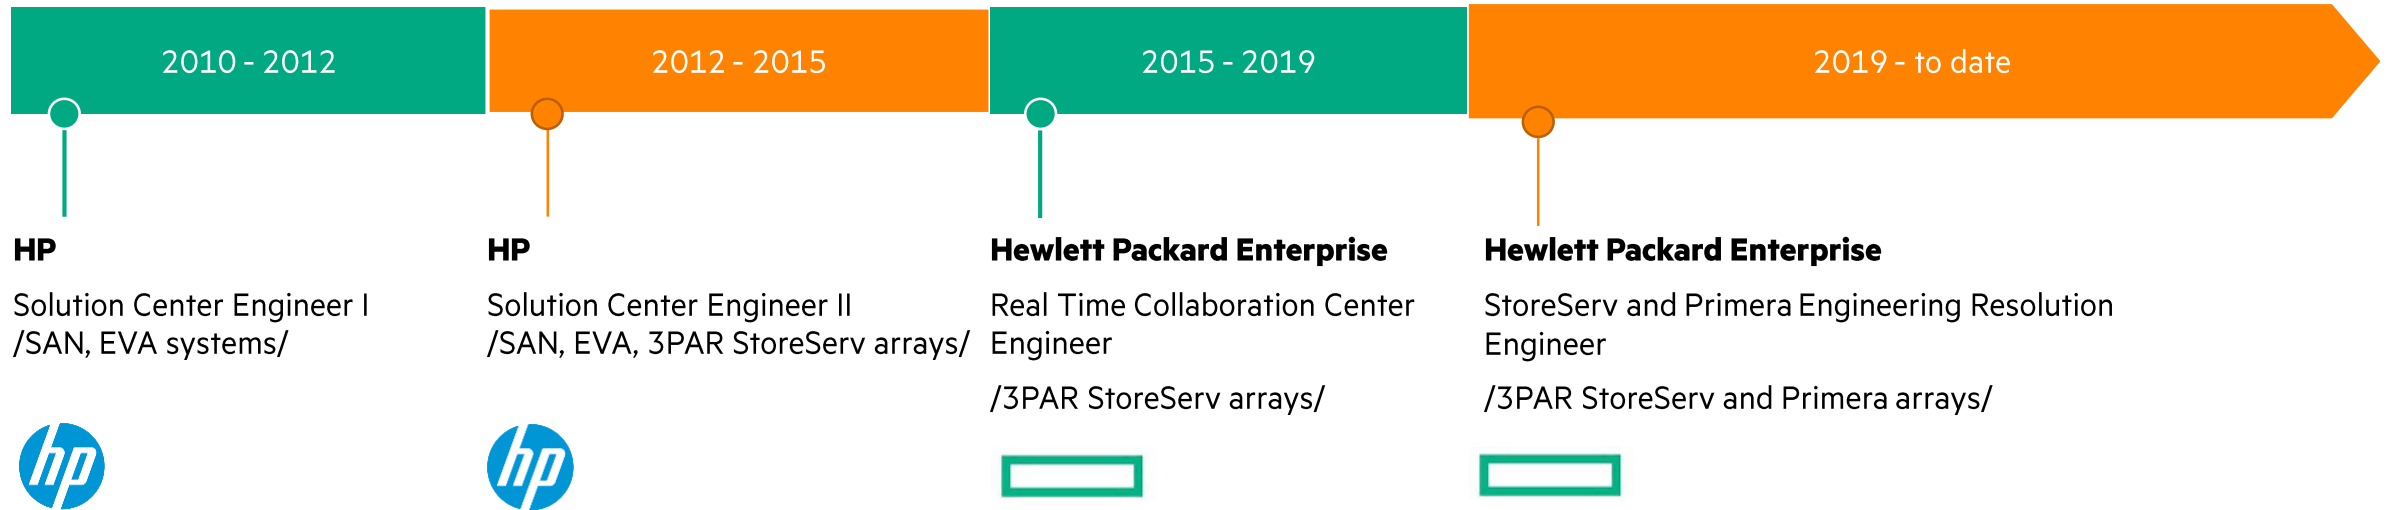 2010 - 2012
2012 - 2015
2015 - 2019
2019 - to date
HP
Solution Center Engineer I
/SAN, EVA systems/
hp
HP
Solution Center Engineer II
/SAN, EVA, 3PAR StoreServ arrays/
hp
Hewlett Packard Enterprise
Real Time Collaboration Center
Engineer
/3PAR StoreServ arrays/
Hewlett Packard Enterprise
StoreServ and Primera Engineering Resolution
Engineer
/3PAR StoreServ and Primera arrays/